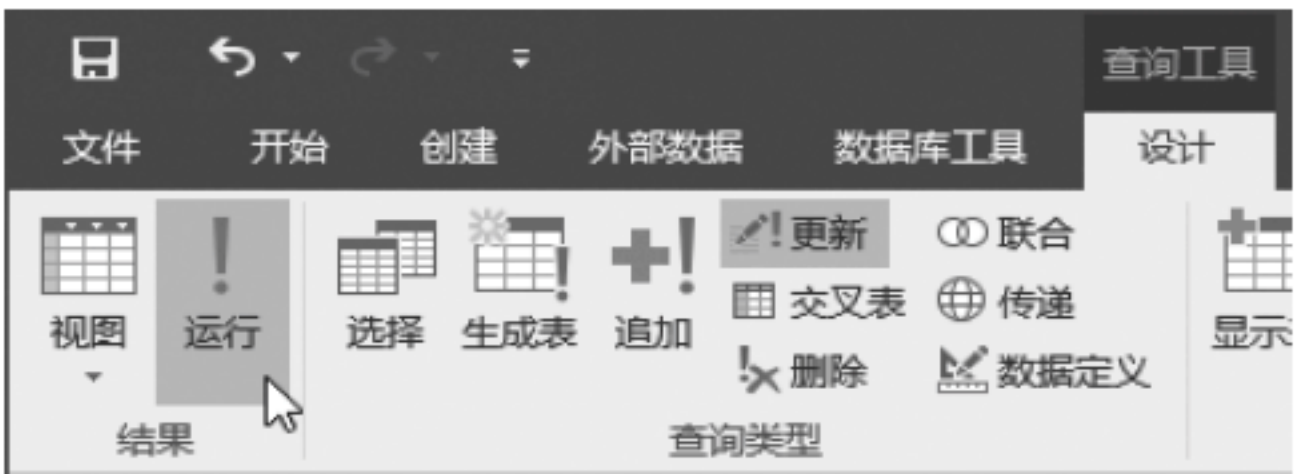 查询工具
文件 开始 创建 外部数据 数据库工具 设计
更新 联合
交叉表 传递
视图 运行 选择 生成表 追加 显示
删除 数据定义
结果 查询类型